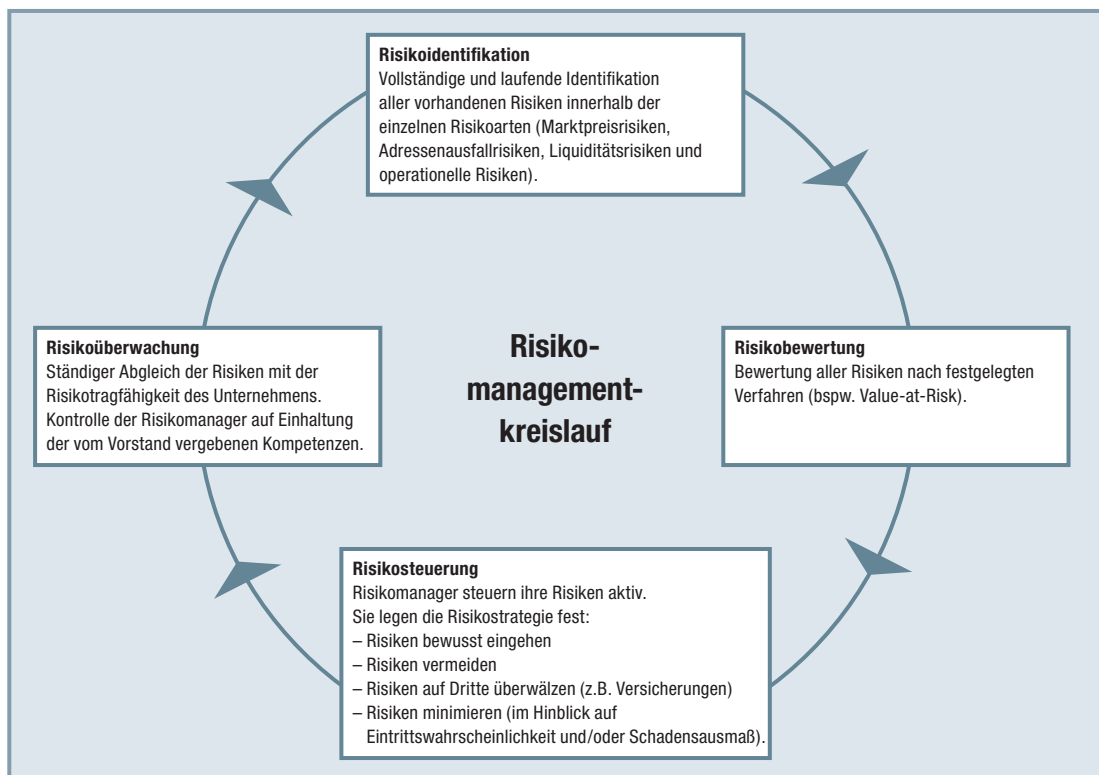 Risikoidentifikation
Vollständige und laufende Identifikation
aller vorhandenen Risiken innerhalb der
einzelnen Risikoarten (Marktpreisrisiken,
Adressenausfallrisiken, Liquiditätsrisiken und
operationelle Risiken).
Risikoüberwachung
Ständiger Abgleich der Risiken mit der
Risikotragfähigkeit des Unternehmens.
Kontrolle der Risikomanager auf Einhaltung
der vom Vorstand vergebenen Kompetenzen.
Risiko-
management-
kreislauf
Risikobewertung
Bewertung aller Risiken nach festgelegten
Verfahren (bspw. Value-at-Risk).
Risikosteuerung
Risikomanager steuern ihre Risiken aktiv.
Sie legen die Risikostrategie fest:
– Risiken bewusst eingehen
– Risiken vermeiden
– Risiken auf Dritte überwälzen (z.B. Versicherungen)
– Risiken minimieren (im Hinblick auf
Eintrittswahrscheinlichkeit und/oder Schadensausmaß).